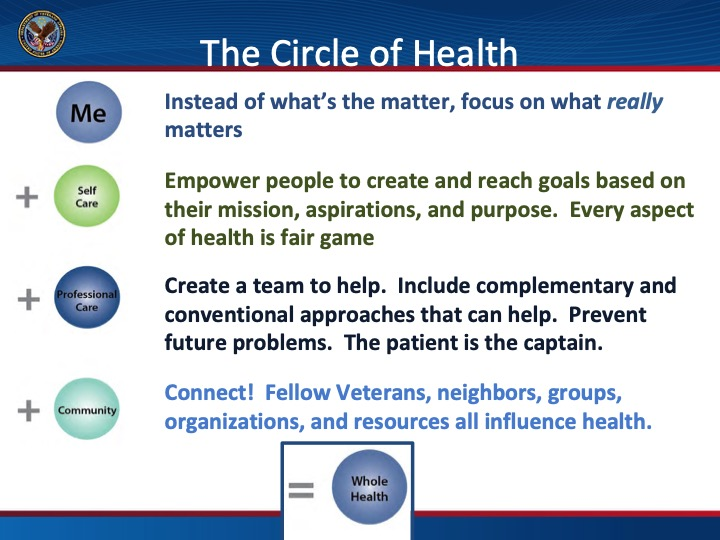 The Circle of Health
Me
Instead of what’s the matter, focus on what really
matters
+
Self
Care
Empower people to create and reach goals based on
their mission, aspirations, and purpose.  Every aspect
of health is fair game
+
Professional
Care
Create a team to help.  Include complementary and
conventional approaches that can help.  Prevent
future problems.  The patient is the captain.
+
Community
Connect!  Fellow Veterans, neighbors, groups,
organizations, and resources all influence health.
=
Whole
Health